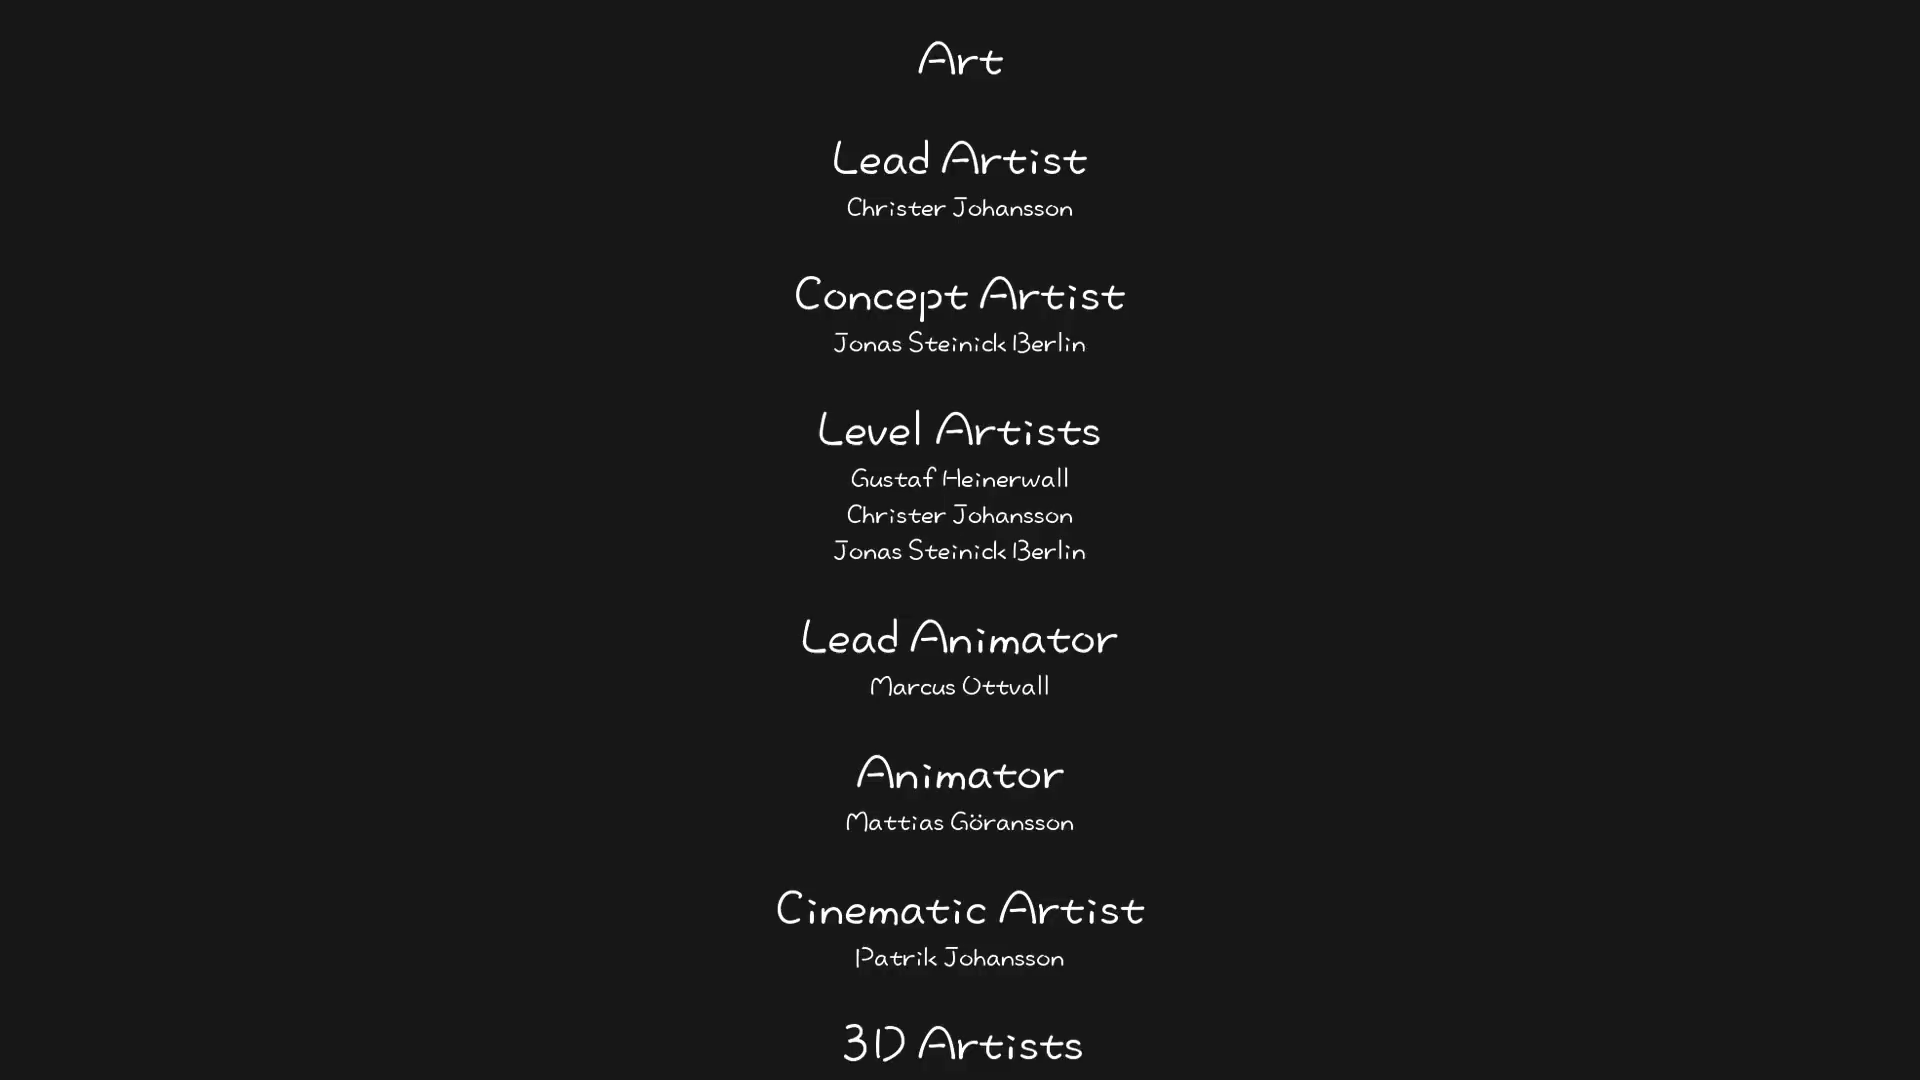 Art
Lead Artist
Christer Johansson
Concept Artist
Jonas Steinick Berlin
Level Artists
Gustaf Heinerwall
Christer Johansson
Jonas Steinick Berlin
Lead Animator
Marcus Ottvall
Animator
Mattias Göransson
Cinematic Artist
Patrik Johansson
3D Artists